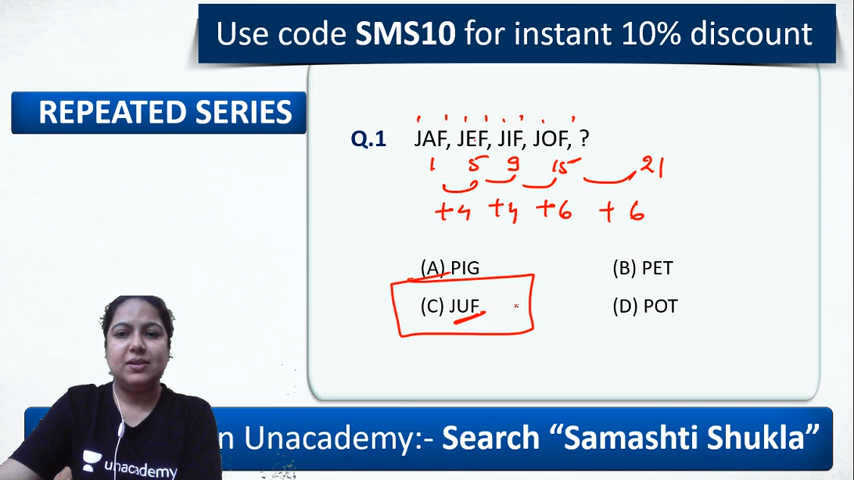 Use code SMS10 for instant 10% discount
REPEATED SERIES
Q.1 JAF, JEF, JIF, JOF, ?
1 5 9 15 21
+4 +4 +6 +6
(A) PIG (B) PET
(C) JUF (D) POT
n Unacademy:- Search “Samashti Shukla”
unacademy